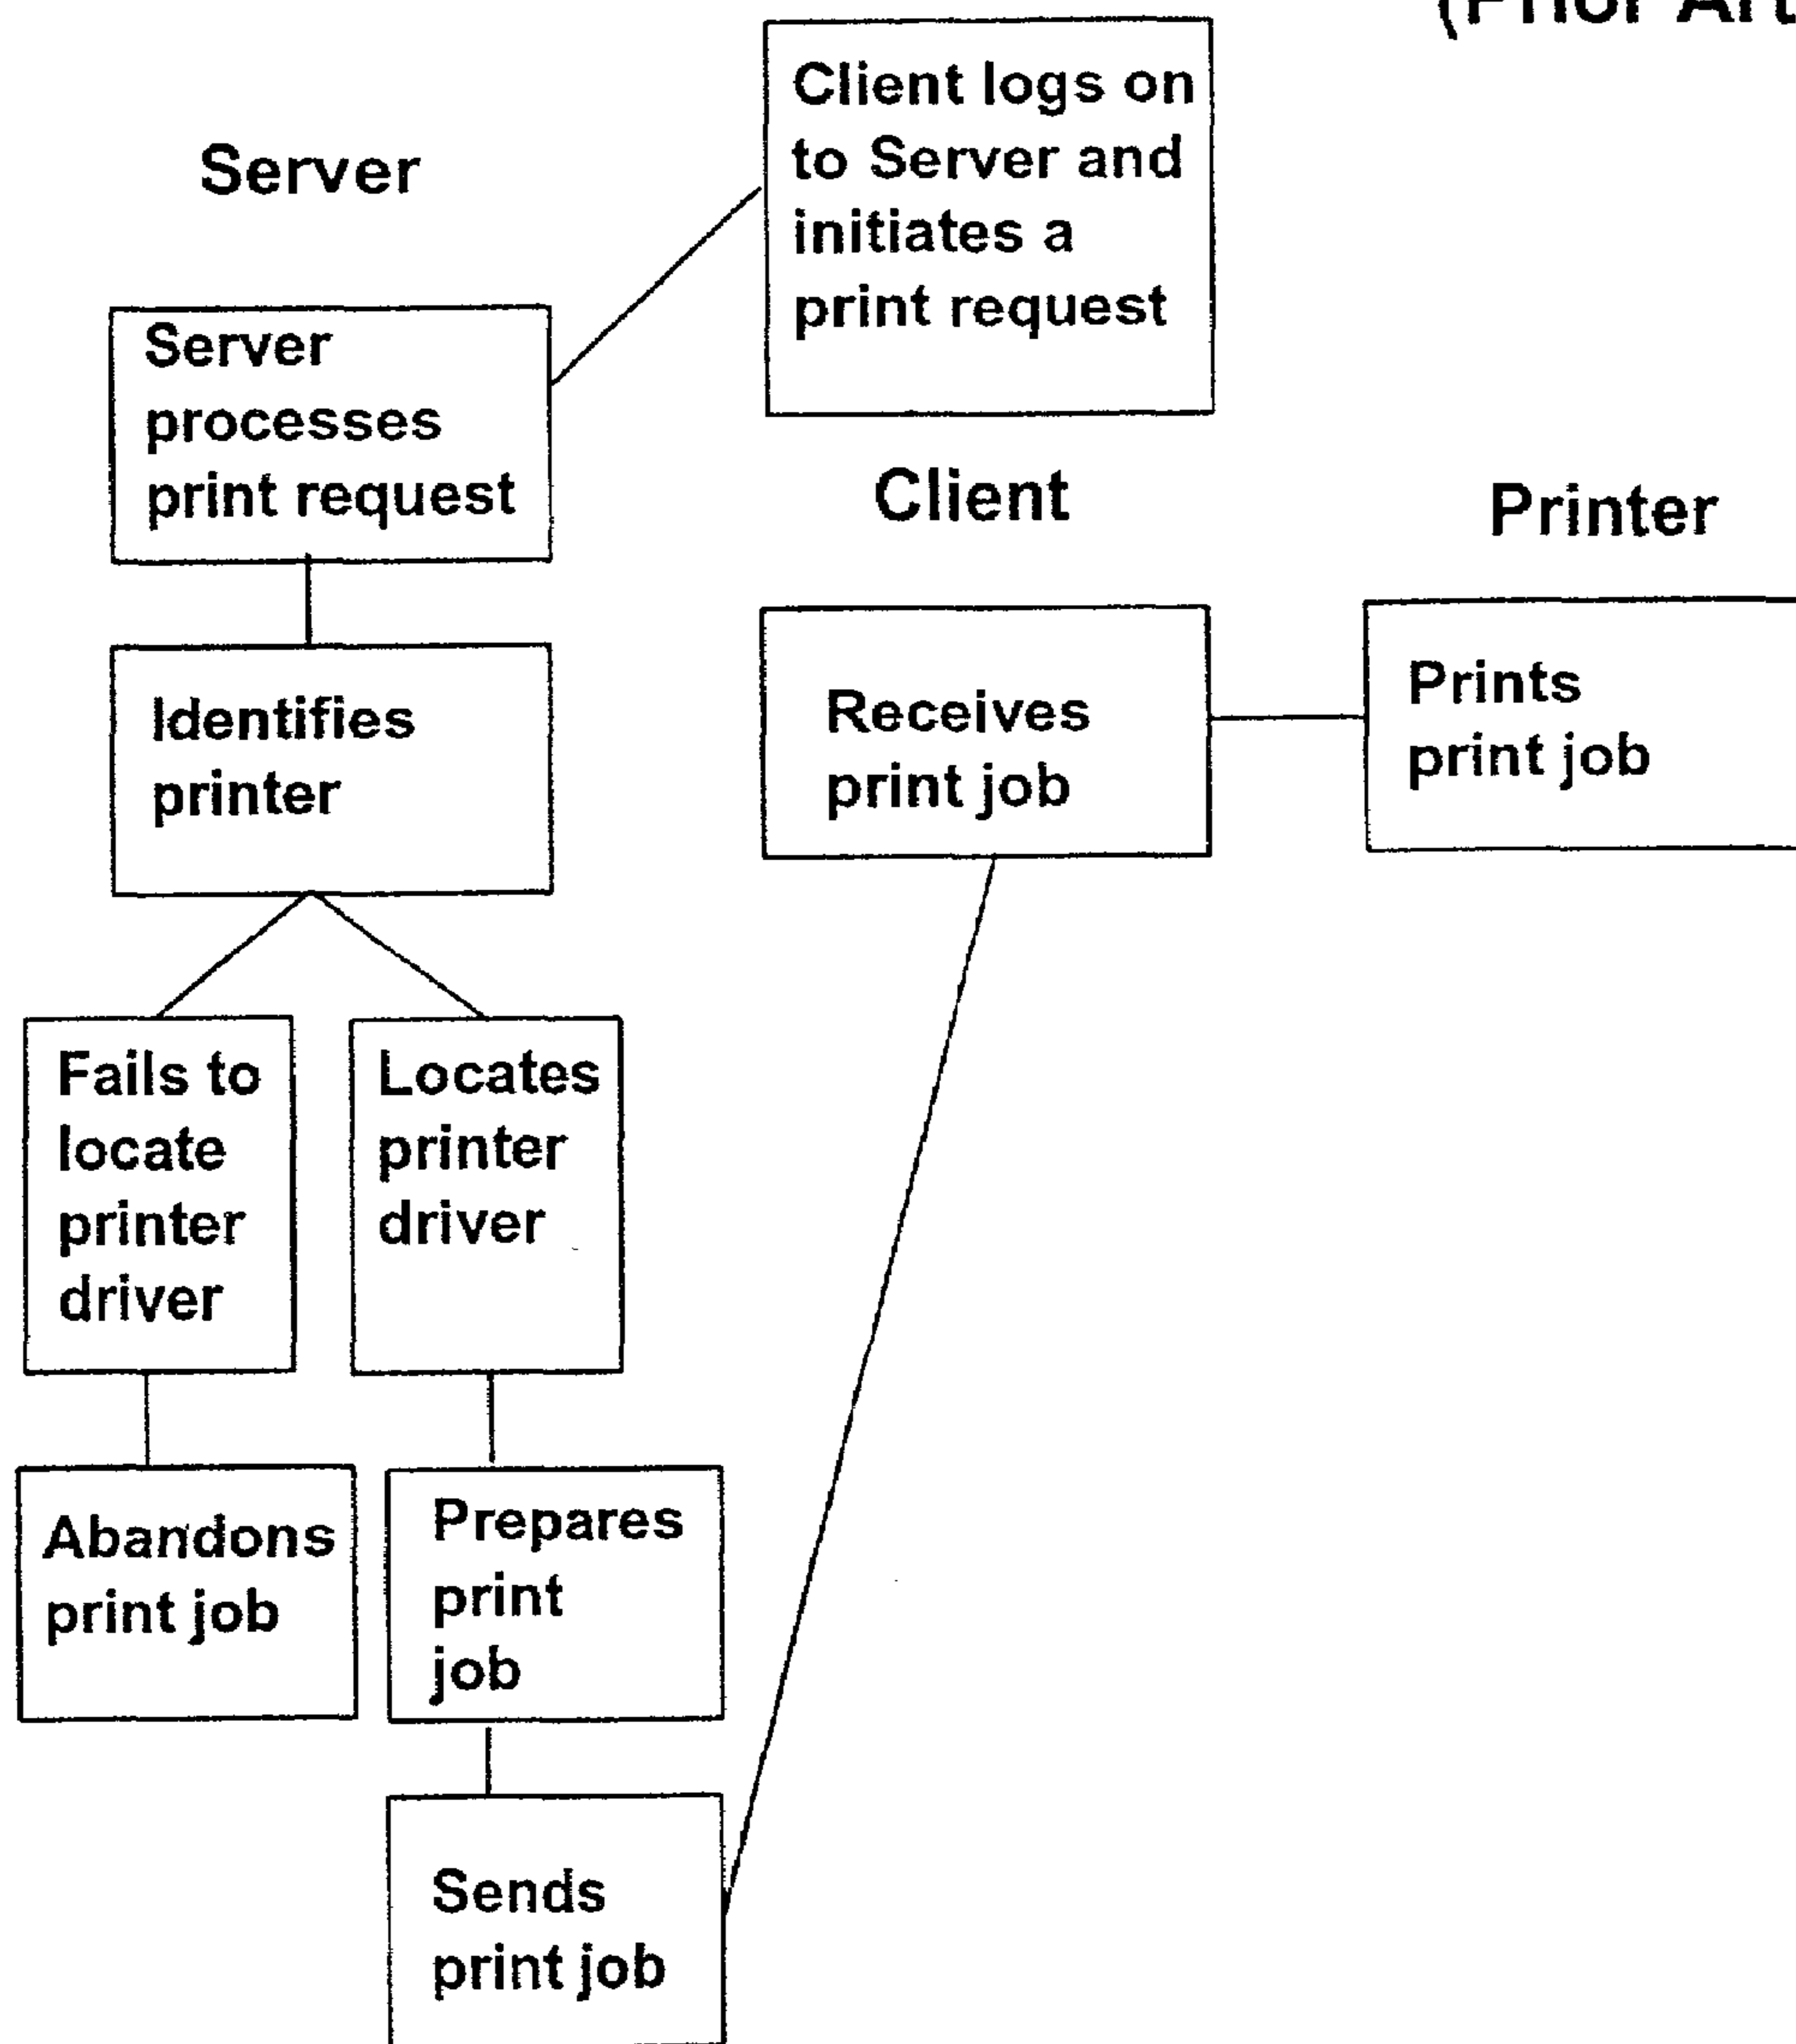 (Prior Art
Client logs on
to Server and
initiates a
print request
Server
Server
processes
print request
Client
Printer
Identifies
printer
Receives
print job
Prints
print job
Fails to
locate
printer
driver
Locates
printer
driver
Abandons
print job
Prepares
print
job
Sends
print job